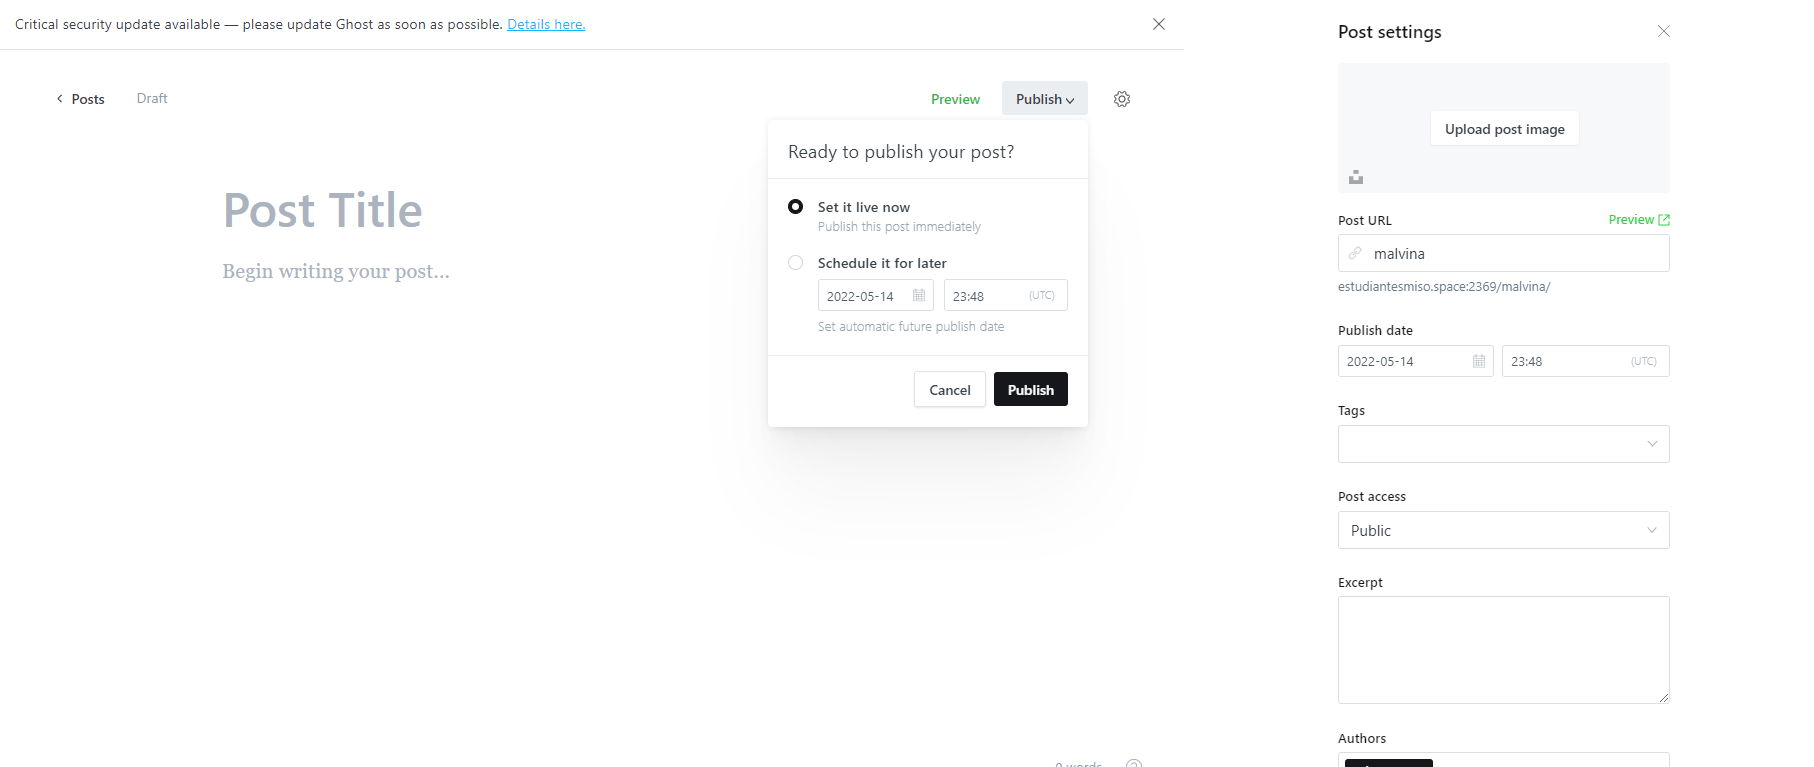 Critical security update available — please update Ghost as soon as possible. Details here.
Posts
Draft
Preview
Publish
Ready to publish your post?
Set it live now
Publish this post immediately
Schedule it for later
2022-05-14
23:48
(UTC)
Set automatic future publish date
Cancel
Publish
Post Title
Begin writing your post...
0 words
Post settings
Upload post image
Post URL
Preview
malvina
estudiantesmiso.space:2369/malvina/
Publish date
2022-05-14
23:48
(UTC)
Tags
Post access
Public
Excerpt
Authors